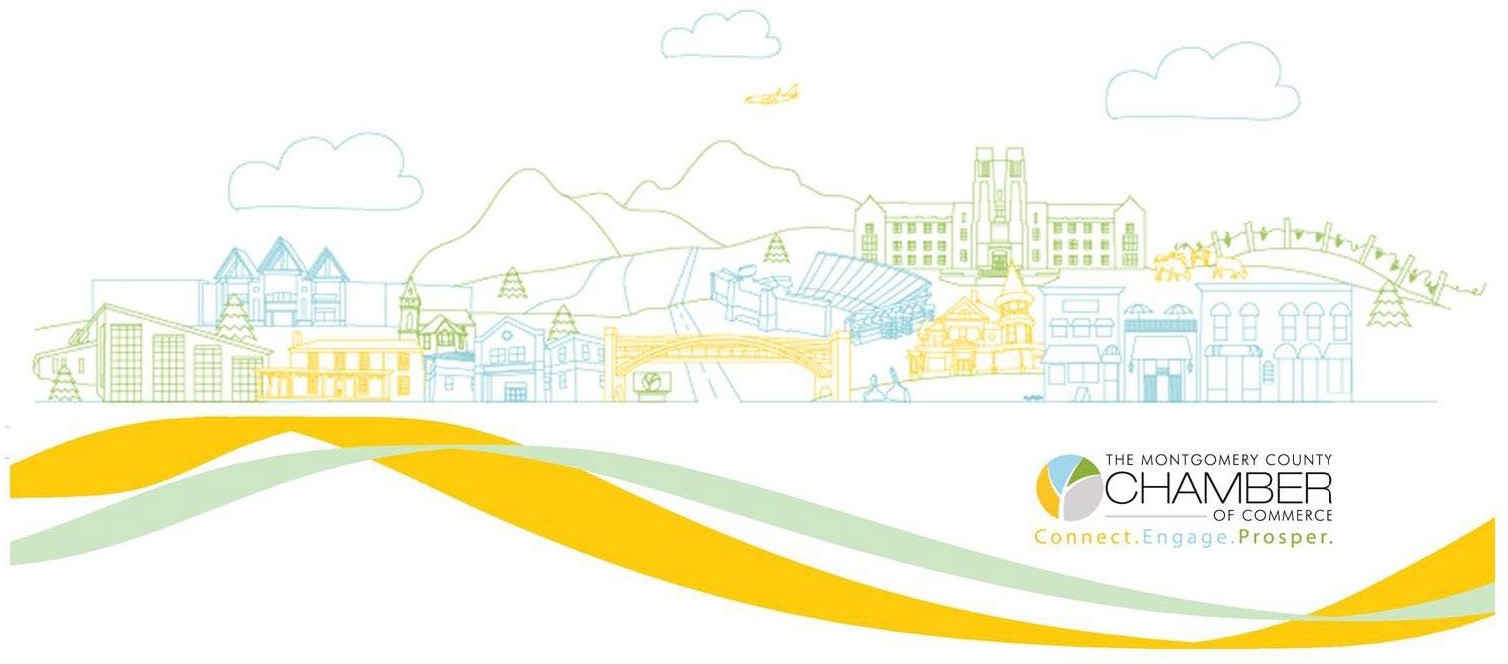 THE MONTGOMERY COUNTY
CHAMBER
OF COMMERCE
Connect.Engage.Prosper.